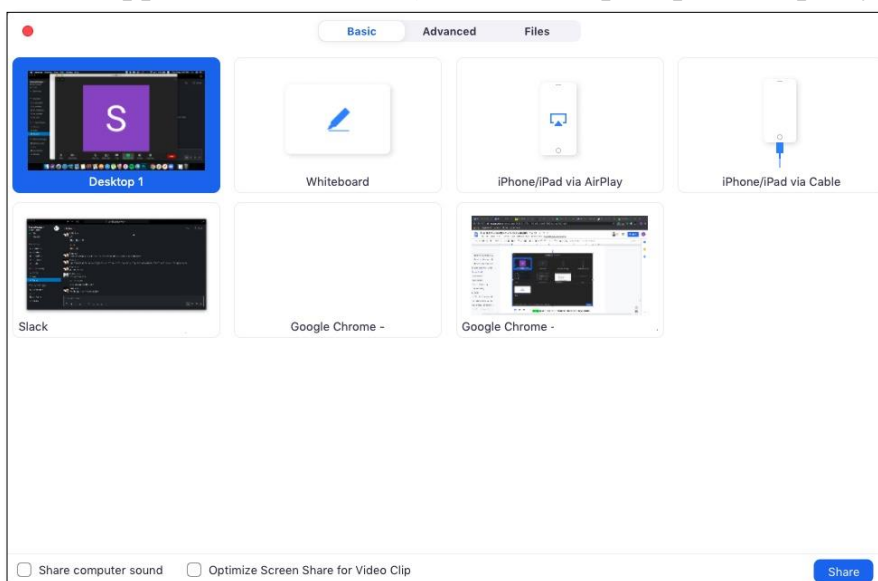 Basic Advanced Files
S
Desktop 1
Whiteboard
iPhone/iPad via AirPlay
iPhone/iPad via Cable
Slack
Google Chrome -
Google Chrome -
Share computer sound
Optimize Screen Share for Video Clip
Share